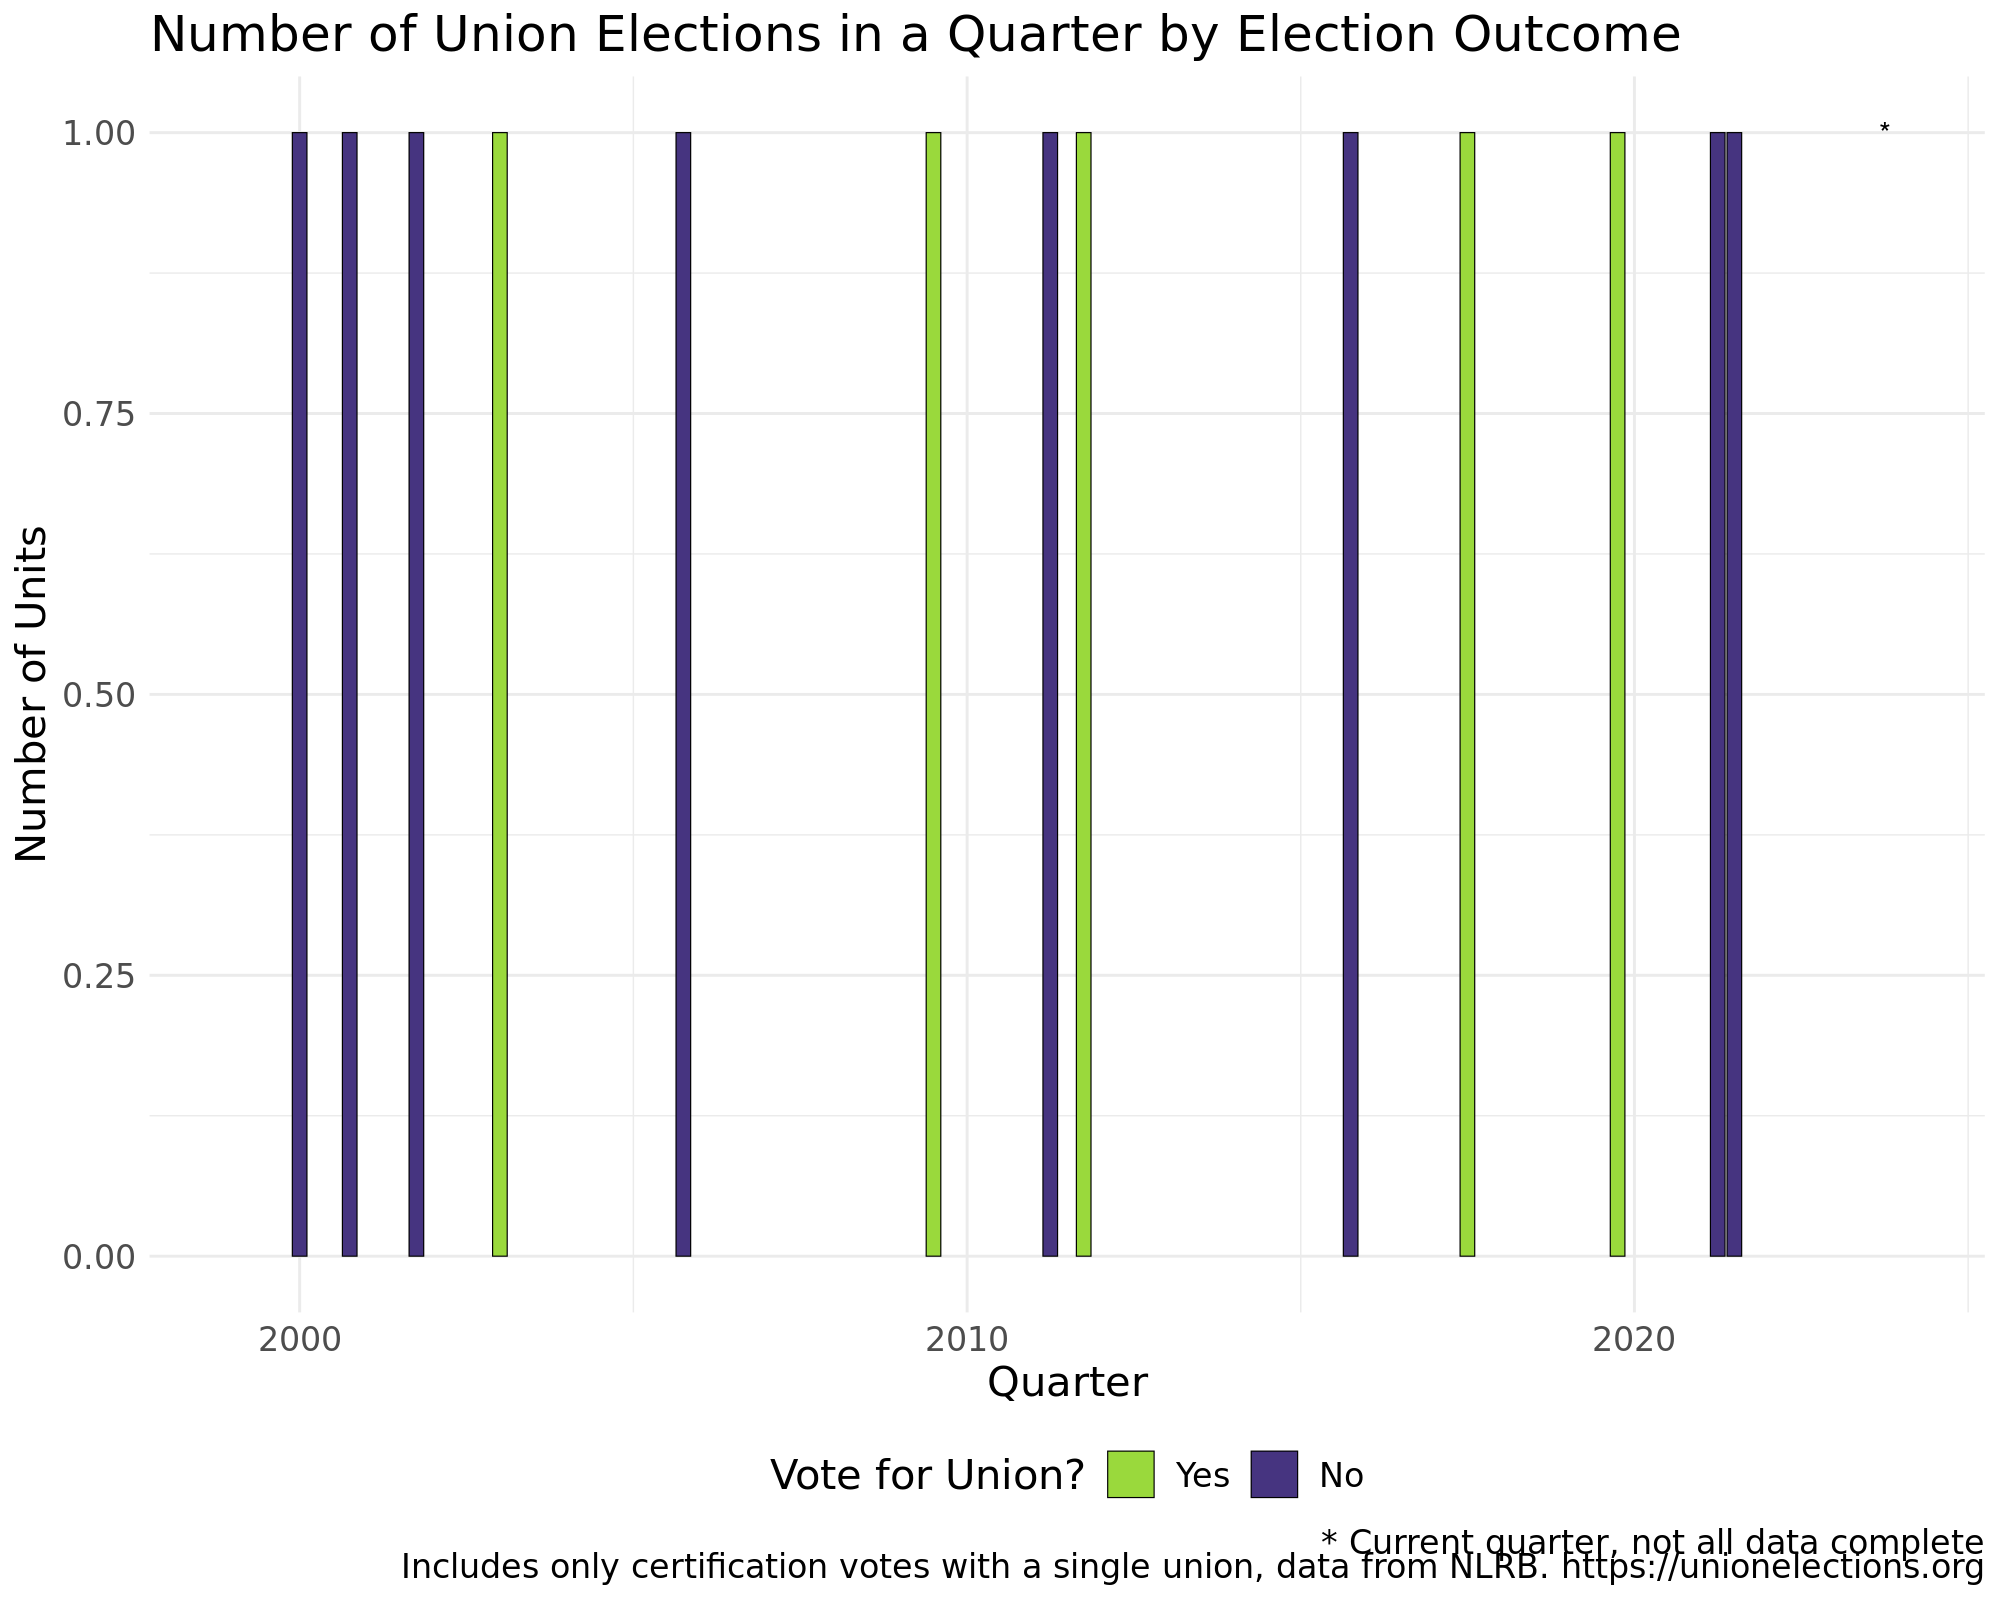 Number of Union Elections in a Quarter by Election Outcome
1.00
*
0.75
0.50
0.25
0.00
Number of Units
2000 2010 2020
Quarter
Vote for Union? Yes No
* Current quarter, not all data complete
Includes only certification votes with a single union, data from NLRB. https://unionelections.org